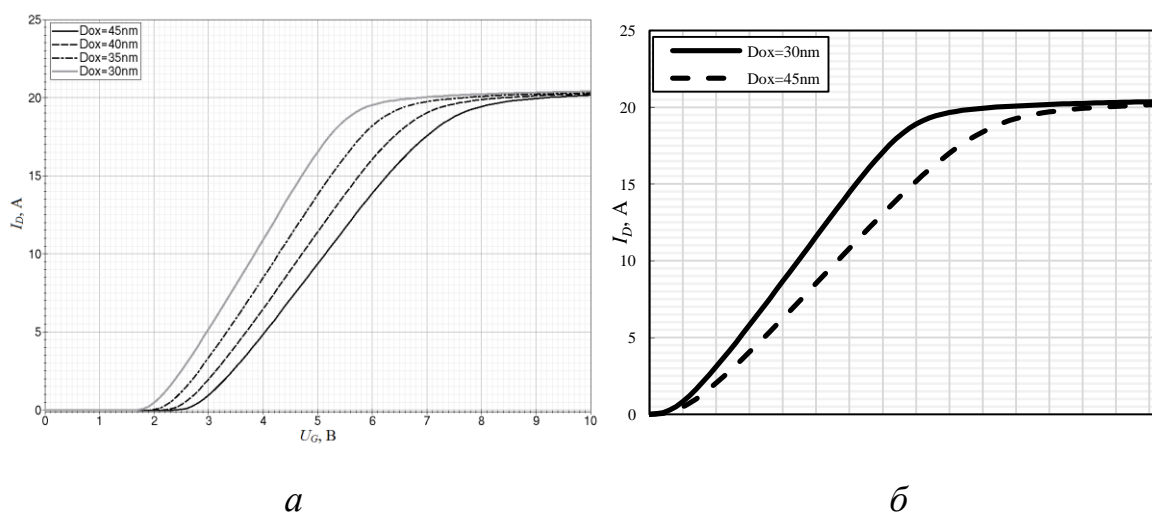 25
20
15
10
5
0
I_D, А
Dox=45nm
Dox=40nm
Dox=35nm
Dox=30nm
0 1 2 3 4 5 6 7 8 9 10
U_G, В
а
25
20
15
10
5
0
I_D, А
Dox=30nm
Dox=45nm
б